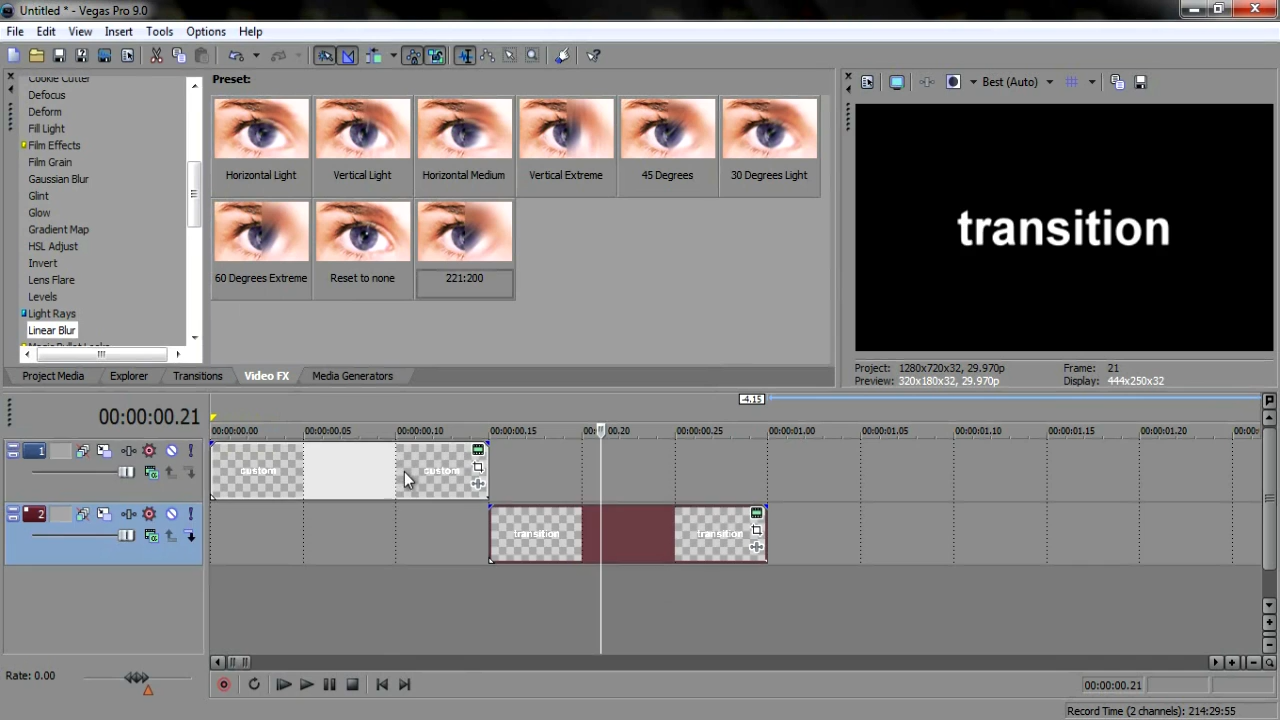 Untitled * - Vegas Pro 9.0
File Edit View Insert Tools Options Help
Cookie Cutter
Defocus
Deform
Fill Light
Film Effects
Film Grain
Gaussian Blur
Glint
Glow
Gradient Map
HSL Adjust
Invert
Lens Flare
Levels
Light Rays
Linear Blur
Preset:
Horizontal Light
Vertical Light
Horizontal Medium
Vertical Extreme
45 Degrees
30 Degrees Light
60 Degrees Extreme
Reset to none
221:200
Project Media Explorer Transitions Video FX Media Generators
Best (Auto)
transition
Project: 1280x720x32, 29.970p Frame: 21
Preview: 320x180x32, 29.970p Display: 444x250x32
-4.15
00:00:00.21
00:00:00.00 00:00:00.05 00:00:00.10 00:00:00.15 00:00:00.20 00:00:00.25 00:00:01.00 00:00:01.05 00:00:01.10 00:00:01.15 00:00:01.20
1
custom custom
2
transition transition
Rate: 0.00
00:00:00.21
Record Time (2 channels): 214:29:55